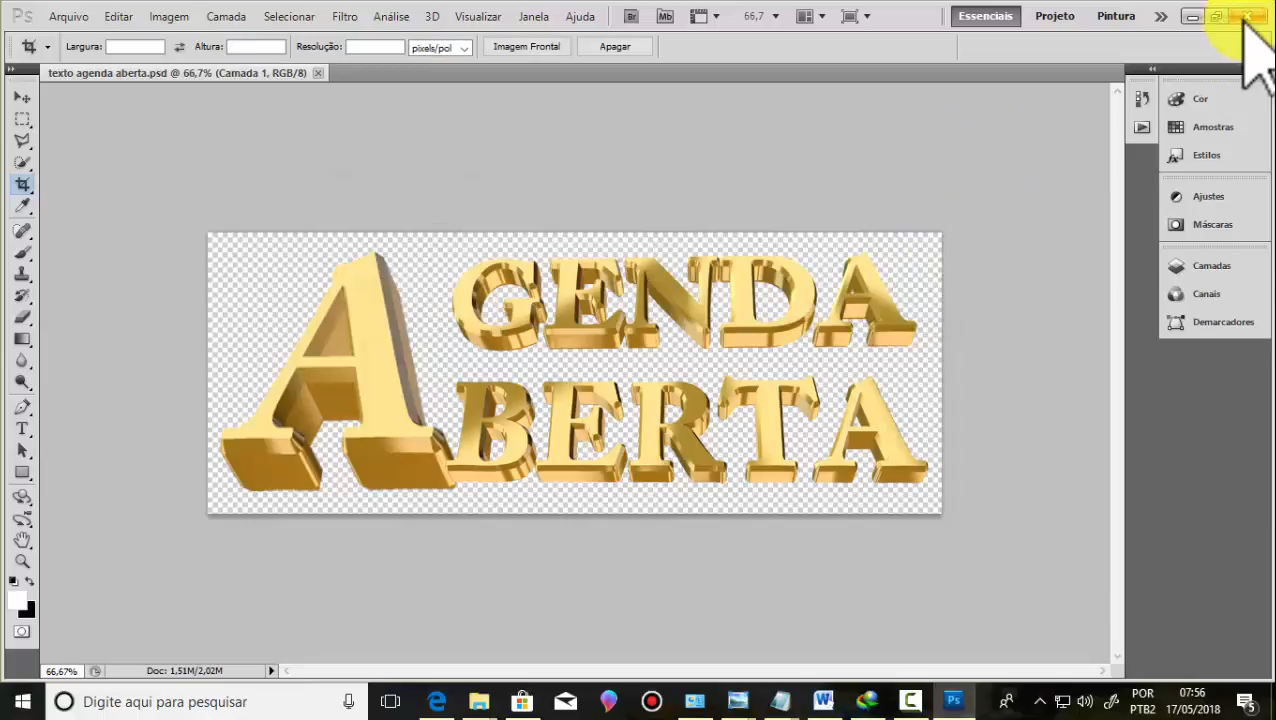 Ps Arquivo Editar Imagem Camada Selecionar Filtro Análise 3D Visualizar Janela Ajuda Br Mb 66,7 Essenciais Projeto Pintura
Largura: Altura: Resolução: pixels/pol Imagem Frontal Apagar
texto agenda aberta.psd @ 66,7% (Camada 1, RGB/8)
Cor
Amostras
Estilos
Ajustes
Máscaras
Camadas
Canais
Demarcadores
AGENDA
ABERTA
66,67% Doc: 1,51M/2,02M
Digite aqui para pesquisar
POR 07:56
PTB2 17/05/2018 5